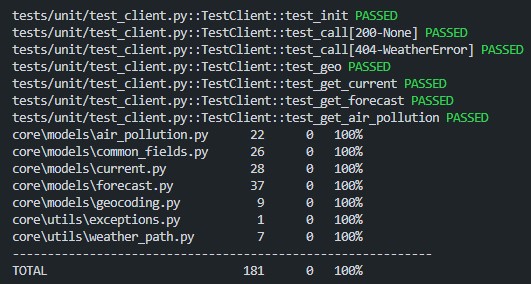 tests/unit/test_client.py::TestClient::test_init PASSED
tests/unit/test_client.py::TestClient::test_call[200-None] PASSED
tests/unit/test_client.py::TestClient::test_call[404-WeatherError] PASSED
tests/unit/test_client.py::TestClient::test_geo PASSED
tests/unit/test_client.py::TestClient::test_get_current PASSED
tests/unit/test_client.py::TestClient::test_get_forecast PASSED
tests/unit/test_client.py::TestClient::test_get_air_pollution PASSED
core\models\air_pollution.py      22      0   100%
core\models\common_fields.py      26      0   100%
core\models\current.py            28      0   100%
core\models\forecast.py           37      0   100%
core\models\geocoding.py           9      0   100%
core\utils\exceptions.py           1      0   100%
core\utils\weather_path.py         7      0   100%
------------------------------------------------------------
TOTAL                            181      0   100%